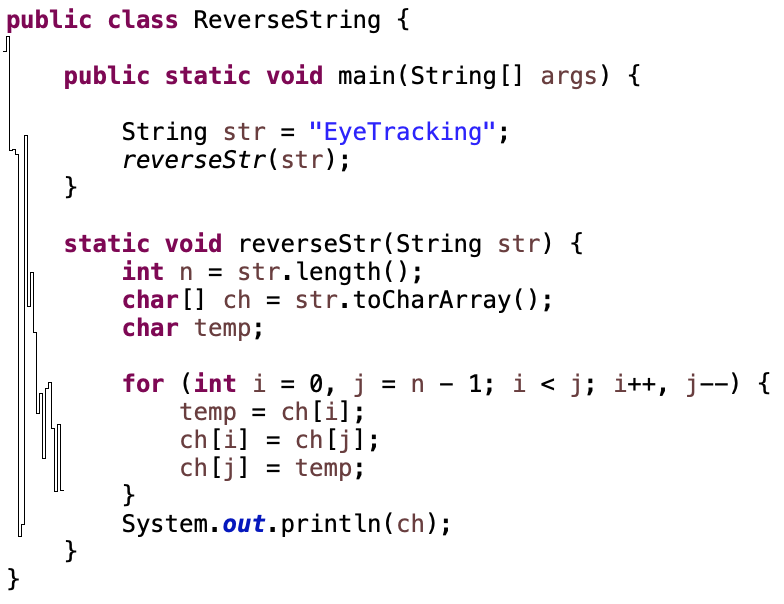 public class ReverseString {
public static void main(String[] args) {
String str = "EyeTracking";
reverseStr(str);
}
static void reverseStr(String str) {
int n = str.length();
char[] ch = str.toCharArray();
char temp;
for (int i = 0, j = n - 1; i < j; i++, j--) {
temp = ch[i];
ch[i] = ch[j];
ch[j] = temp;
}
System.out.println(ch);
}
}